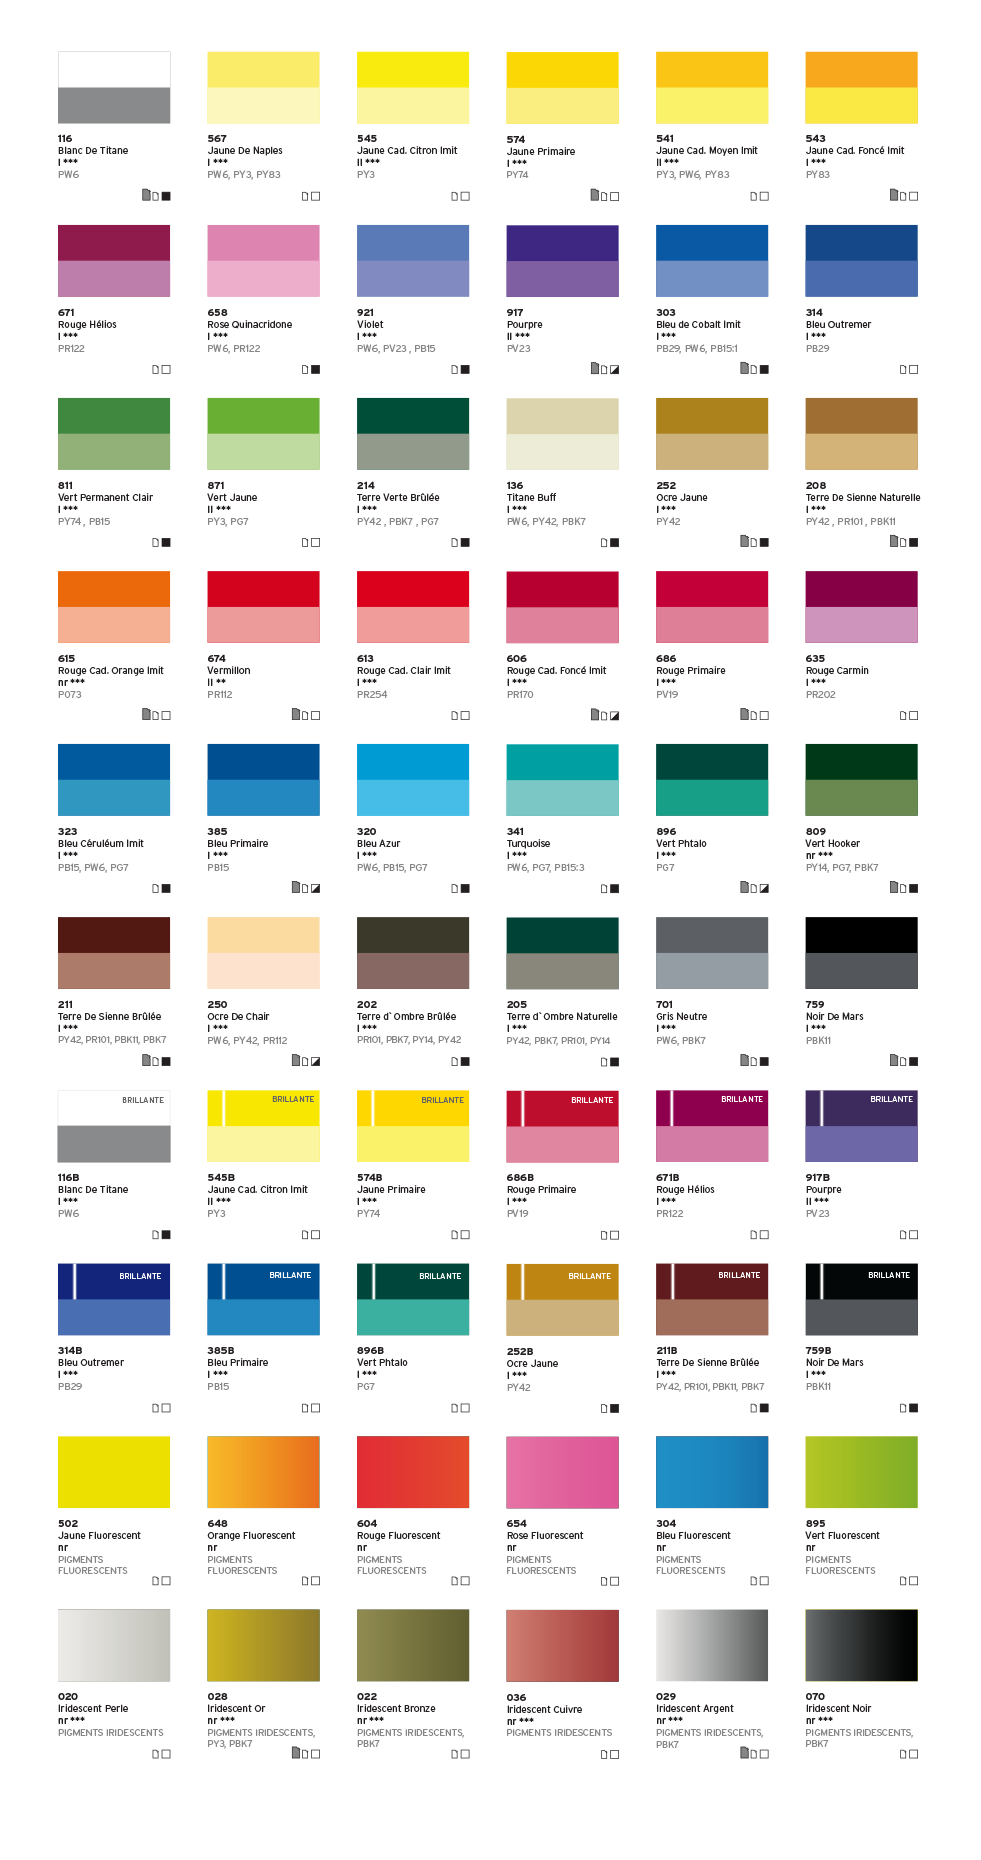 116
Blanc De Titane
I ***
PW6
567
Jaune De Naples
I ***
PW6, PY3, PY83
545
Jaune Cad. Citron Imit
II ***
PY3
574
Jaune Primaire
I ***
PY74
541
Jaune Cad. Moyen Imit
II ***
PY3, PW6, PY83
543
Jaune Cad. Foncé Imit
I ***
PY83
671
Rouge Hélios
I ***
PR122
658
Rose Quinacridone
I ***
PW6, PR122
921
Violet
I ***
PW6, PV23 , PB15
917
Pourpre
II ***
PV23
303
Bleu de Cobalt Imit
I ***
PB29, PW6, PB15:1
314
Bleu Outremer
I ***
PB29
811
Vert Permanent Clair
I ***
PY74 , PB15
871
Vert Jaune
II ***
PY3, PG7
214
Terre Verte Brûlée
I ***
PY42 , PBK7 , PG7
136
Titane Buff
I ***
PW6, PY42, PBK7
252
Ocre Jaune
I ***
PY42
208
Terre De Sienne Naturelle
I ***
PY42 , PR101 , PBK11
615
Rouge Cad. Orange Imit
nr ***
PO73
674
Vermillon
II **
PR112
613
Rouge Cad. Clair Imit
I ***
PR254
606
Rouge Cad. Foncé Imit
I ***
PR170
686
Rouge Primaire
I ***
PV19
635
Rouge Carmin
I ***
PR202
323
Bleu Céruléum Imit
I ***
PB15, PW6, PG7
385
Bleu Primaire
I ***
PB15
320
Bleu Azur
I ***
PW6, PB15, PG7
341
Turquoise
I ***
PW6, PG7, PB15:3
896
Vert Phtalo
I ***
PG7
809
Vert Hooker
nr ***
PY14, PG7, PBK7
211
Terre De Sienne Brûlée
I ***
PY42, PR101, PBK11, PBK7
250
Ocre De Chair
I ***
PW6, PY42, PR112
202
Terre d` Ombre Brûlée
I ***
PR101, PBK7, PY14, PY42
205
Terre d` Ombre Naturelle
I ***
PY42, PBK7, PR101, PY14
701
Gris Neutre
I ***
PW6, PBK7
759
Noir De Mars
I ***
PBK11
BRILLANTE
116B
Blanc De Titane
I ***
PW6
BRILLANTE
545B
Jaune Cad. Citron Imit
II ***
PY3
BRILLANTE
574B
Jaune Primaire
I ***
PY74
BRILLANTE
686B
Rouge Primaire
I ***
PV19
BRILLANTE
671B
Rouge Hélios
I ***
PR122
BRILLANTE
917B
Pourpre
II ***
PV23
BRILLANTE
314B
Bleu Outremer
I ***
PB29
BRILLANTE
385B
Bleu Primaire
I ***
PB15
BRILLANTE
896B
Vert Phtalo
I ***
PG7
BRILLANTE
252B
Ocre Jaune
I ***
PY42
BRILLANTE
211B
Terre De Sienne Brûlée
I ***
PY42, PR101, PBK11, PBK7
BRILLANTE
759B
Noir De Mars
I ***
PBK11
502
Jaune Fluorescent
nr
PIGMENTS
FLUORESCENTS
648
Orange Fluorescent
nr
PIGMENTS
FLUORESCENTS
604
Rouge Fluorescent
nr
PIGMENTS
FLUORESCENTS
654
Rose Fluorescent
nr
PIGMENTS
FLUORESCENTS
304
Bleu Fluorescent
nr
PIGMENTS
FLUORESCENTS
895
Vert Fluorescent
nr
PIGMENTS
FLUORESCENTS
020
Iridescent Perle
nr ***
PIGMENTS IRIDESCENTS
028
Iridescent Or
nr ***
PIGMENTS IRIDESCENTS,
PY3, PBK7
022
Iridescent Bronze
nr ***
PIGMENTS IRIDESCENTS,
PBK7
036
Iridescent Cuivre
nr ***
PIGMENTS IRIDESCENTS
029
Iridescent Argent
nr ***
PIGMENTS IRIDESCENTS,
PBK7
070
Iridescent Noir
nr ***
PIGMENTS IRIDESCENTS,
PBK7